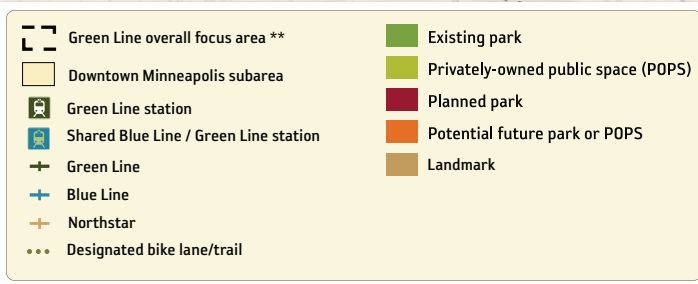 Green Line overall focus area **
Downtown Minneapolis subarea
Green Line station
Shared Blue Line / Green Line station
Green Line
Blue Line
Northstar
Designated bike lane/trail
Existing park
Privately-owned public space (POPS)
Planned park
Potential future park or POPS
Landmark